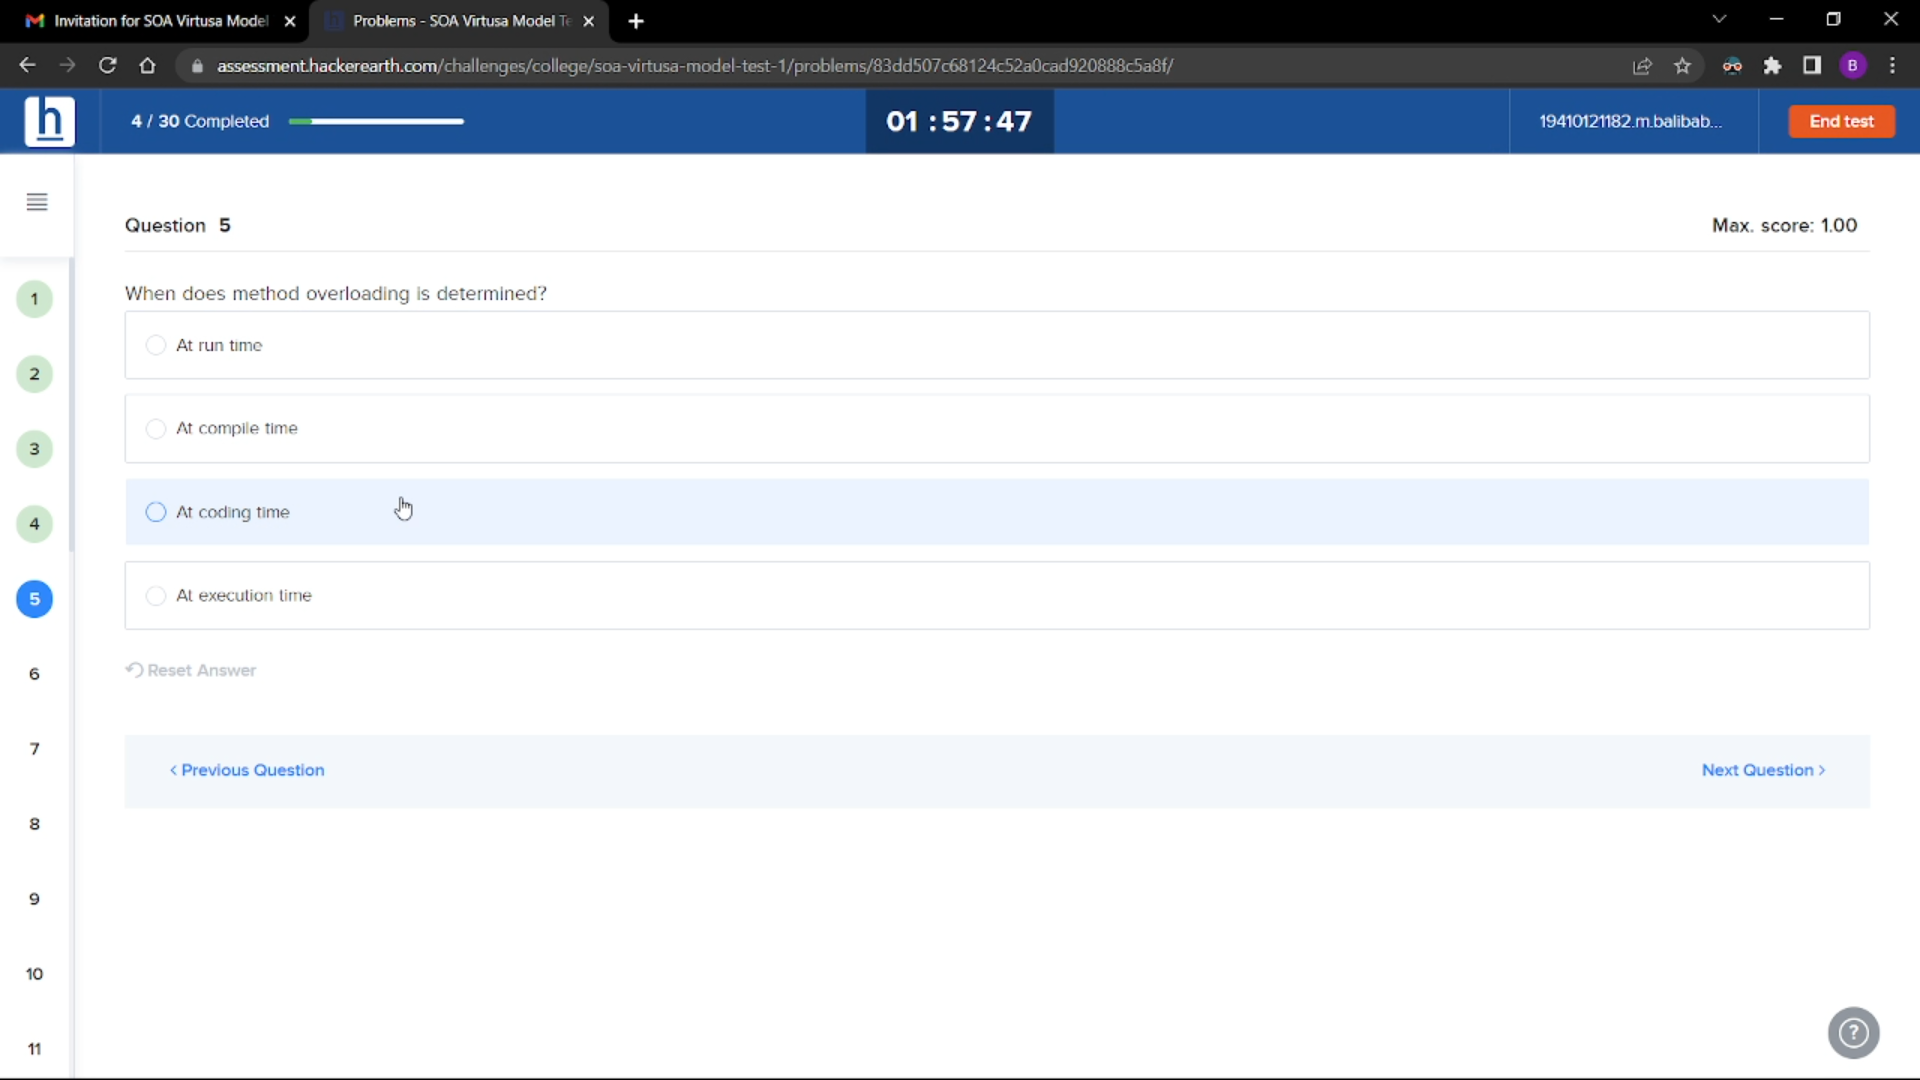 Invitation for SOA Virtusa Model
Problems - SOA Virtusa Model Te
assessment.hackerearth.com/challenges/college/soa-virtusa-model-test-1/problems/83dd507c68124c52a0cad920888c5a8f/
B
h
4 / 30 Completed
01 : 57 : 47
19410121182.m.balibab...
End test
Question 5
Max. score: 1.00
When does method overloading is determined?
At run time
At compile time
At coding time
At execution time
Reset Answer
< Previous Question
Next Question >
1
2
3
4
5
6
7
8
9
10
11
?